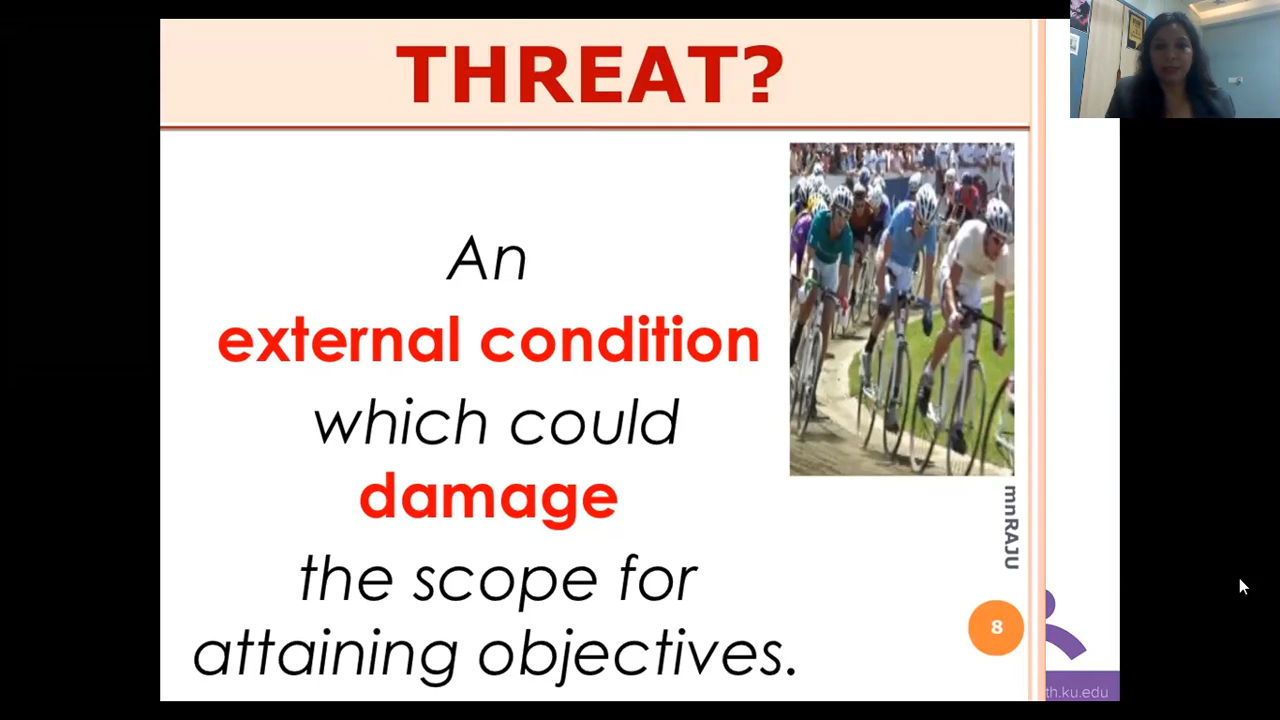 THREAT?
An
external condition
which could
damage
the scope for
attaining objectives.
mnRAJU
8
th.ku.edu